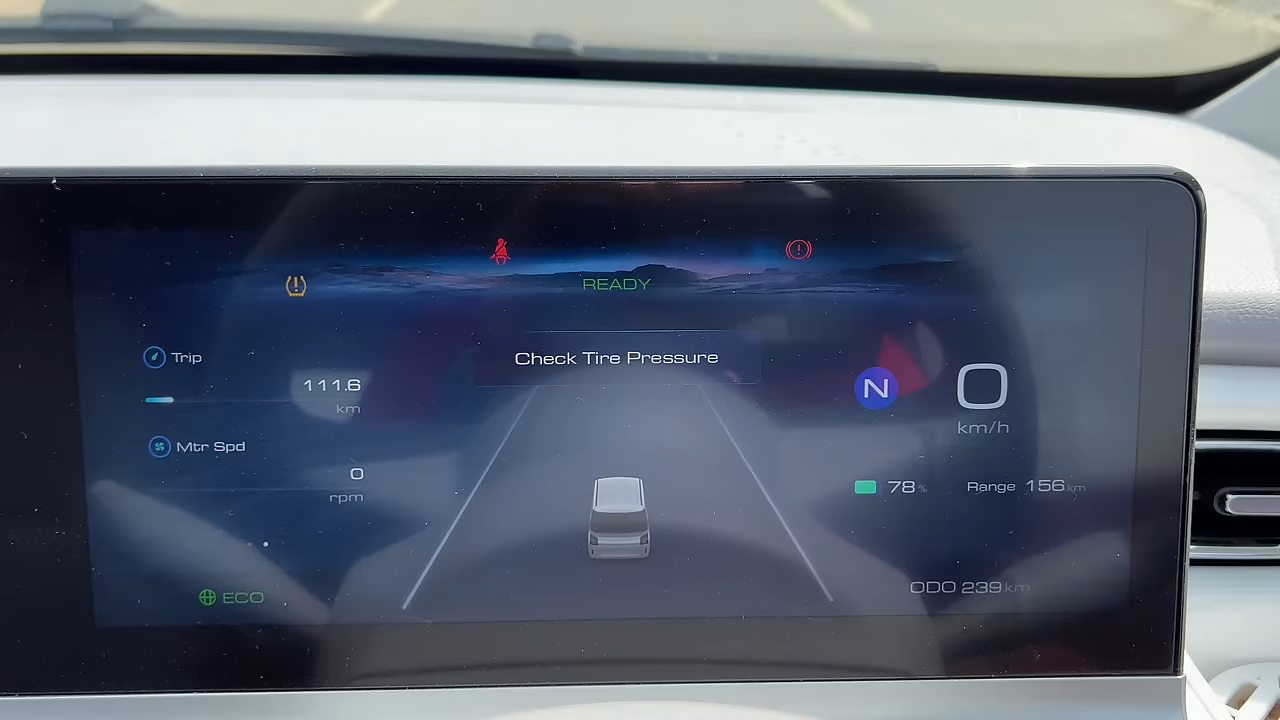 READY
Check Tire Pressure
Trip
111.6
km
Mtr Spd
0
rpm
ECO
N
0
km/h
78%
Range 156km
ODO 239km